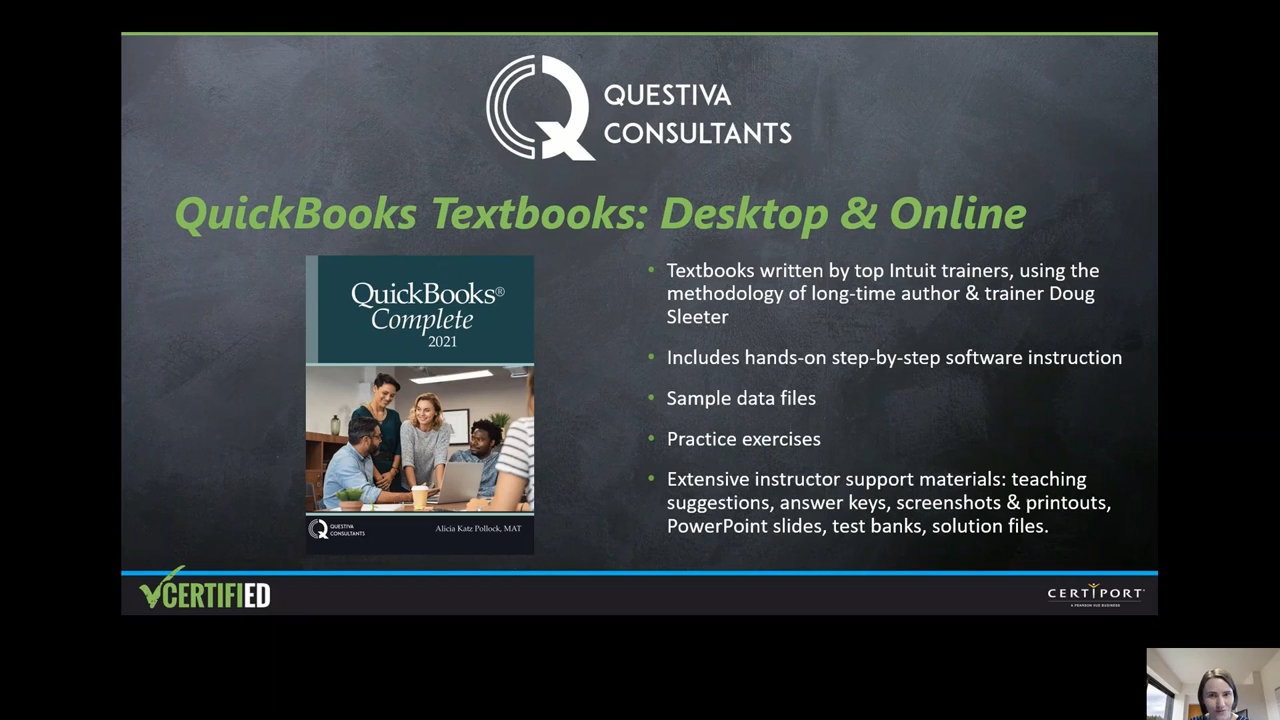 QUESTIVA
CONSULTANTS
QuickBooks Textbooks: Desktop & Online
QuickBooks®
Complete
2021
QUESTIVA
CONSULTANTS
Alicia Katz Pollock, MAT
• Textbooks written by top Intuit trainers, using the
methodology of long-time author & trainer Doug
Sleeter
• Includes hands-on step-by-step software instruction
• Sample data files
• Practice exercises
• Extensive instructor support materials: teaching
suggestions, answer keys, screenshots & printouts,
PowerPoint slides, test banks, solution files.
CERTIFIED
CERTIPORT
A PEARSON VUE BUSINESS